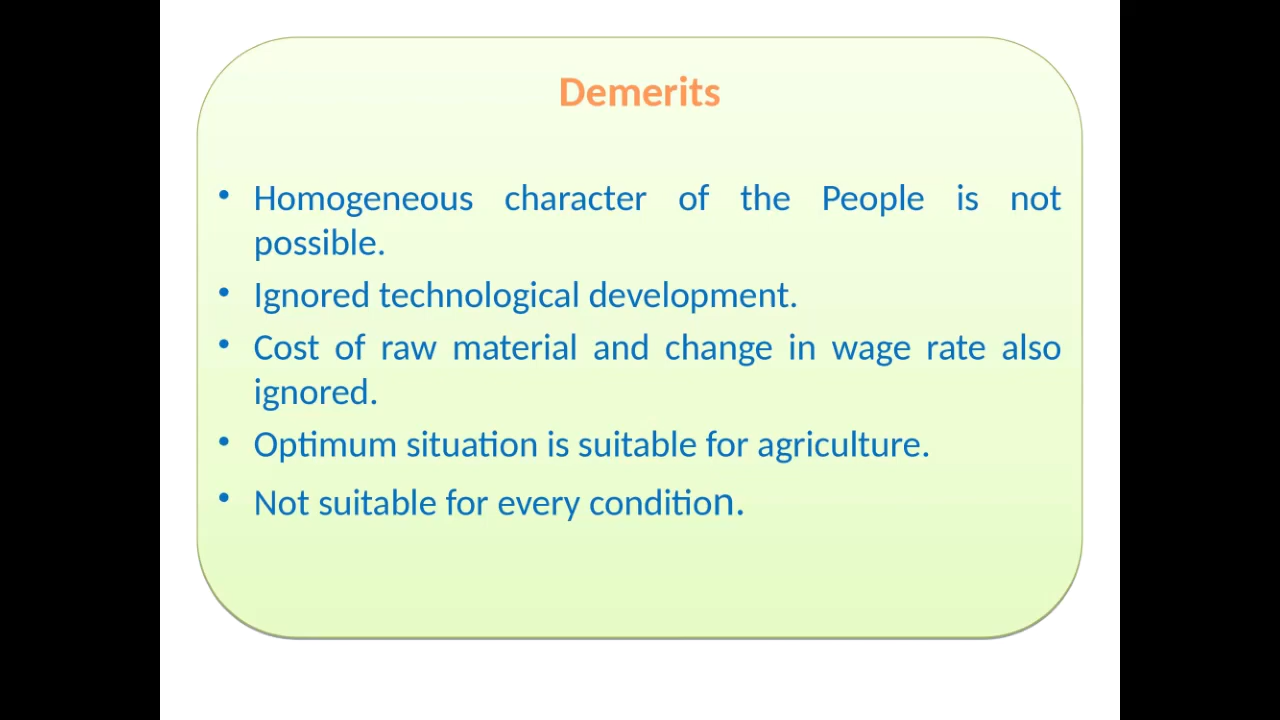 Demerits
• Homogeneous character of the People is not
possible.
• Ignored technological development.
• Cost of raw material and change in wage rate also
ignored.
• Optimum situation is suitable for agriculture.
• Not suitable for every condition.